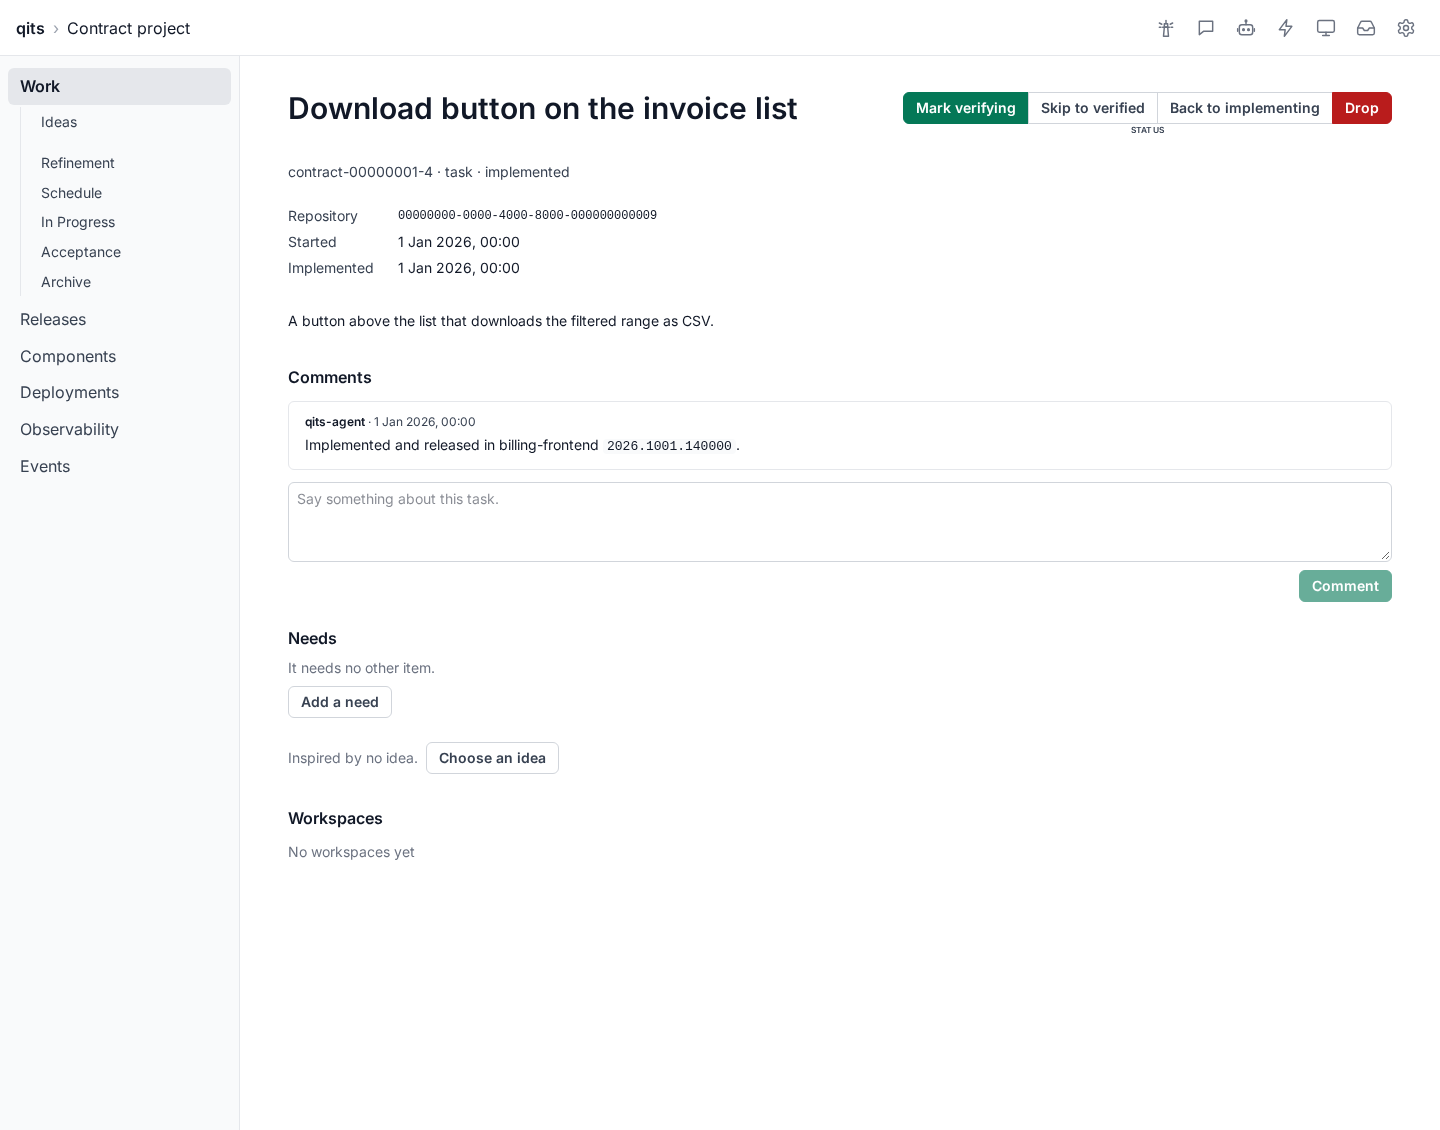 qits › Contract project
Work
Ideas
Refinement
Schedule
In Progress
Acceptance
Archive
Releases
Components
Deployments
Observability
Events
Download button on the invoice list
Mark verifying
Skip to verified
Back to implementing
Drop
STATUS
contract-00000001-4 · task · implemented
Repository 00000000-0000-4000-8000-000000000009
Started 1 Jan 2026, 00:00
Implemented 1 Jan 2026, 00:00
A button above the list that downloads the filtered range as CSV.
Comments
qits-agent · 1 Jan 2026, 00:00
Implemented and released in billing-frontend 2026.1001.140000.
Say something about this task.
Comment
Needs
It needs no other item.
Add a need
Inspired by no idea. Choose an idea
Workspaces
No workspaces yet